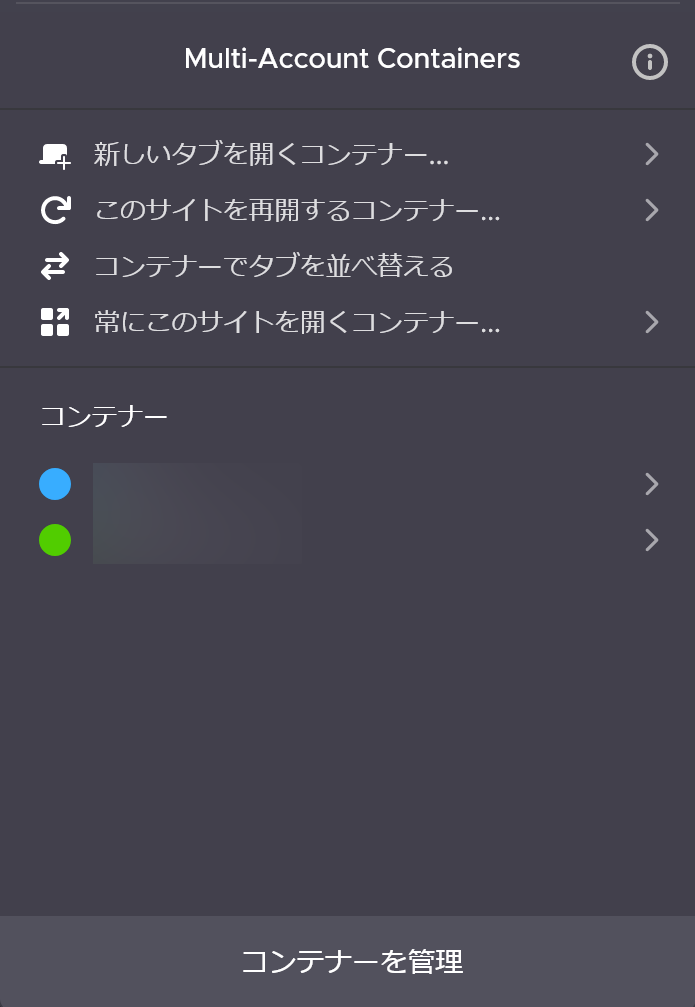 Multi-Account Containers
新しいタブを開くコンテナー...
このサイトを再開するコンテナー...
コンテナーでタブを並べ替える
常にこのサイトを開くコンテナー...
コンテナー
コンテナーを管理